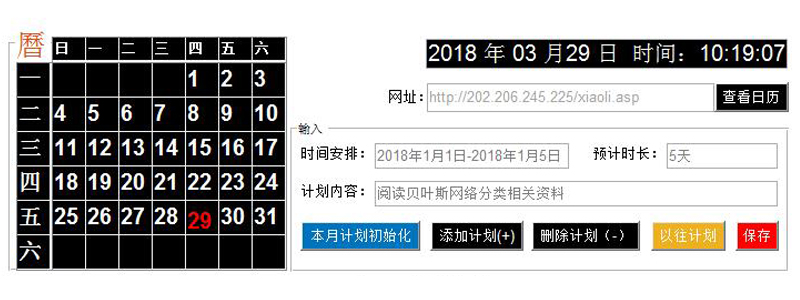 曆 日 一 二 三 四 五 六
一 1 2 3
二 4 5 6 7 8 9 10
三 11 12 13 14 15 16 17
四 18 19 20 21 22 23 24
五 25 26 27 28 29 30 31
六
2018 年 03 月29 日 时间：10:19:07
网址:http://202.206.245.225/xiaoli.asp 查看日历
输入
时间安排：2018年1月1日-2018年1月5日 预计时长：5天
计划内容：阅读贝叶斯网络分类相关资料
本月计划初始化 添加计划(+) 删除计划（-） 以往计划 保存